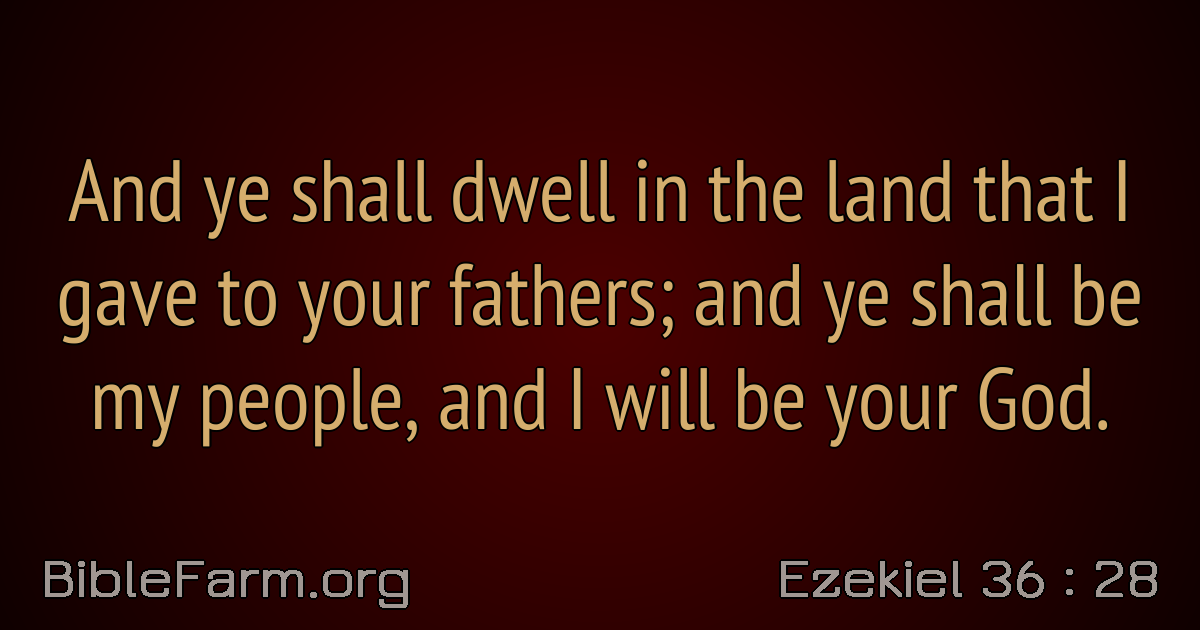 And ye shall dwell in the land that I
gave to your fathers; and ye shall be
my people, and I will be your God.
BibleFarm.org
Ezekiel 36 : 28